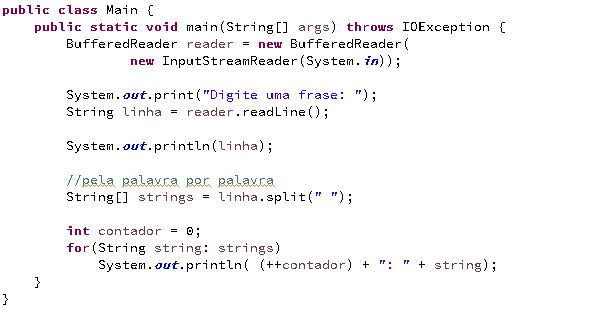 public class Main {
public static void main(String[] args) throws IOException {
BufferedReader reader = new BufferedReader(
new InputStreamReader(System.in));
System.out.print("Digite uma frase: ");
String linha = reader.readLine();
System.out.println(linha);
//pela palavra por palavra
String[] strings = linha.split(" ");
int contador = 0;
for(String string: strings)
System.out.println( (++contador) + ": " + string);
}
}